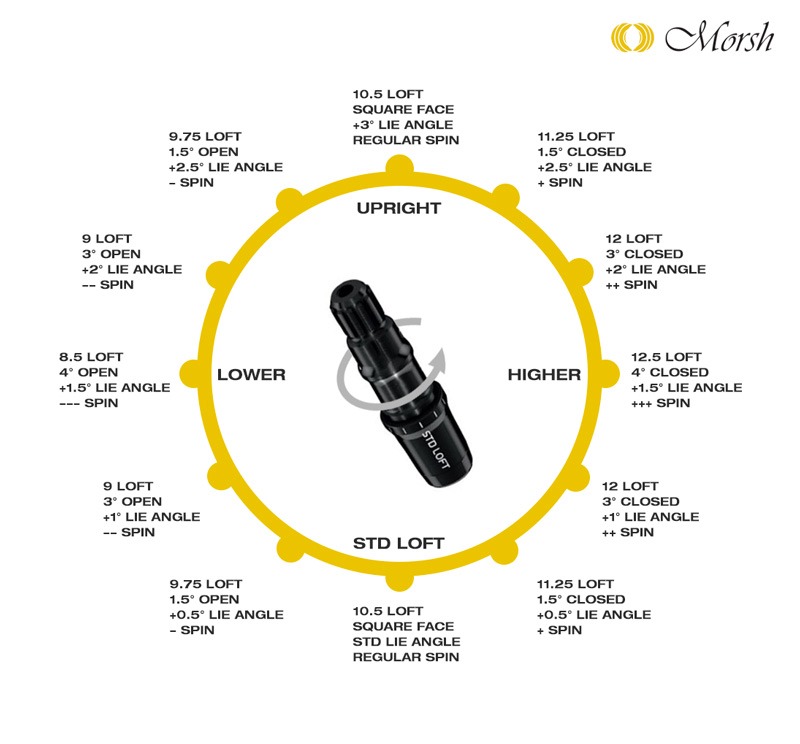 Morsh
10.5 LOFT
SQUARE FACE
+3° LIE ANGLE
REGULAR SPIN
9.75 LOFT
1.5° OPEN
+2.5° LIE ANGLE
– SPIN
11.25 LOFT
1.5° CLOSED
+2.5° LIE ANGLE
+ SPIN
UPRIGHT
9 LOFT
3° OPEN
+2° LIE ANGLE
–– SPIN
12 LOFT
3° CLOSED
+2° LIE ANGLE
++ SPIN
8.5 LOFT
4° OPEN
+1.5° LIE ANGLE
––– SPIN
LOWER
HIGHER
12.5 LOFT
4° CLOSED
+1.5° LIE ANGLE
+++ SPIN
STD LOFT
9 LOFT
3° OPEN
+1° LIE ANGLE
–– SPIN
12 LOFT
3° CLOSED
+1° LIE ANGLE
++ SPIN
STD LOFT
9.75 LOFT
1.5° OPEN
+0.5° LIE ANGLE
– SPIN
10.5 LOFT
SQUARE FACE
STD LIE ANGLE
REGULAR SPIN
11.25 LOFT
1.5° CLOSED
+0.5° LIE ANGLE
+ SPIN